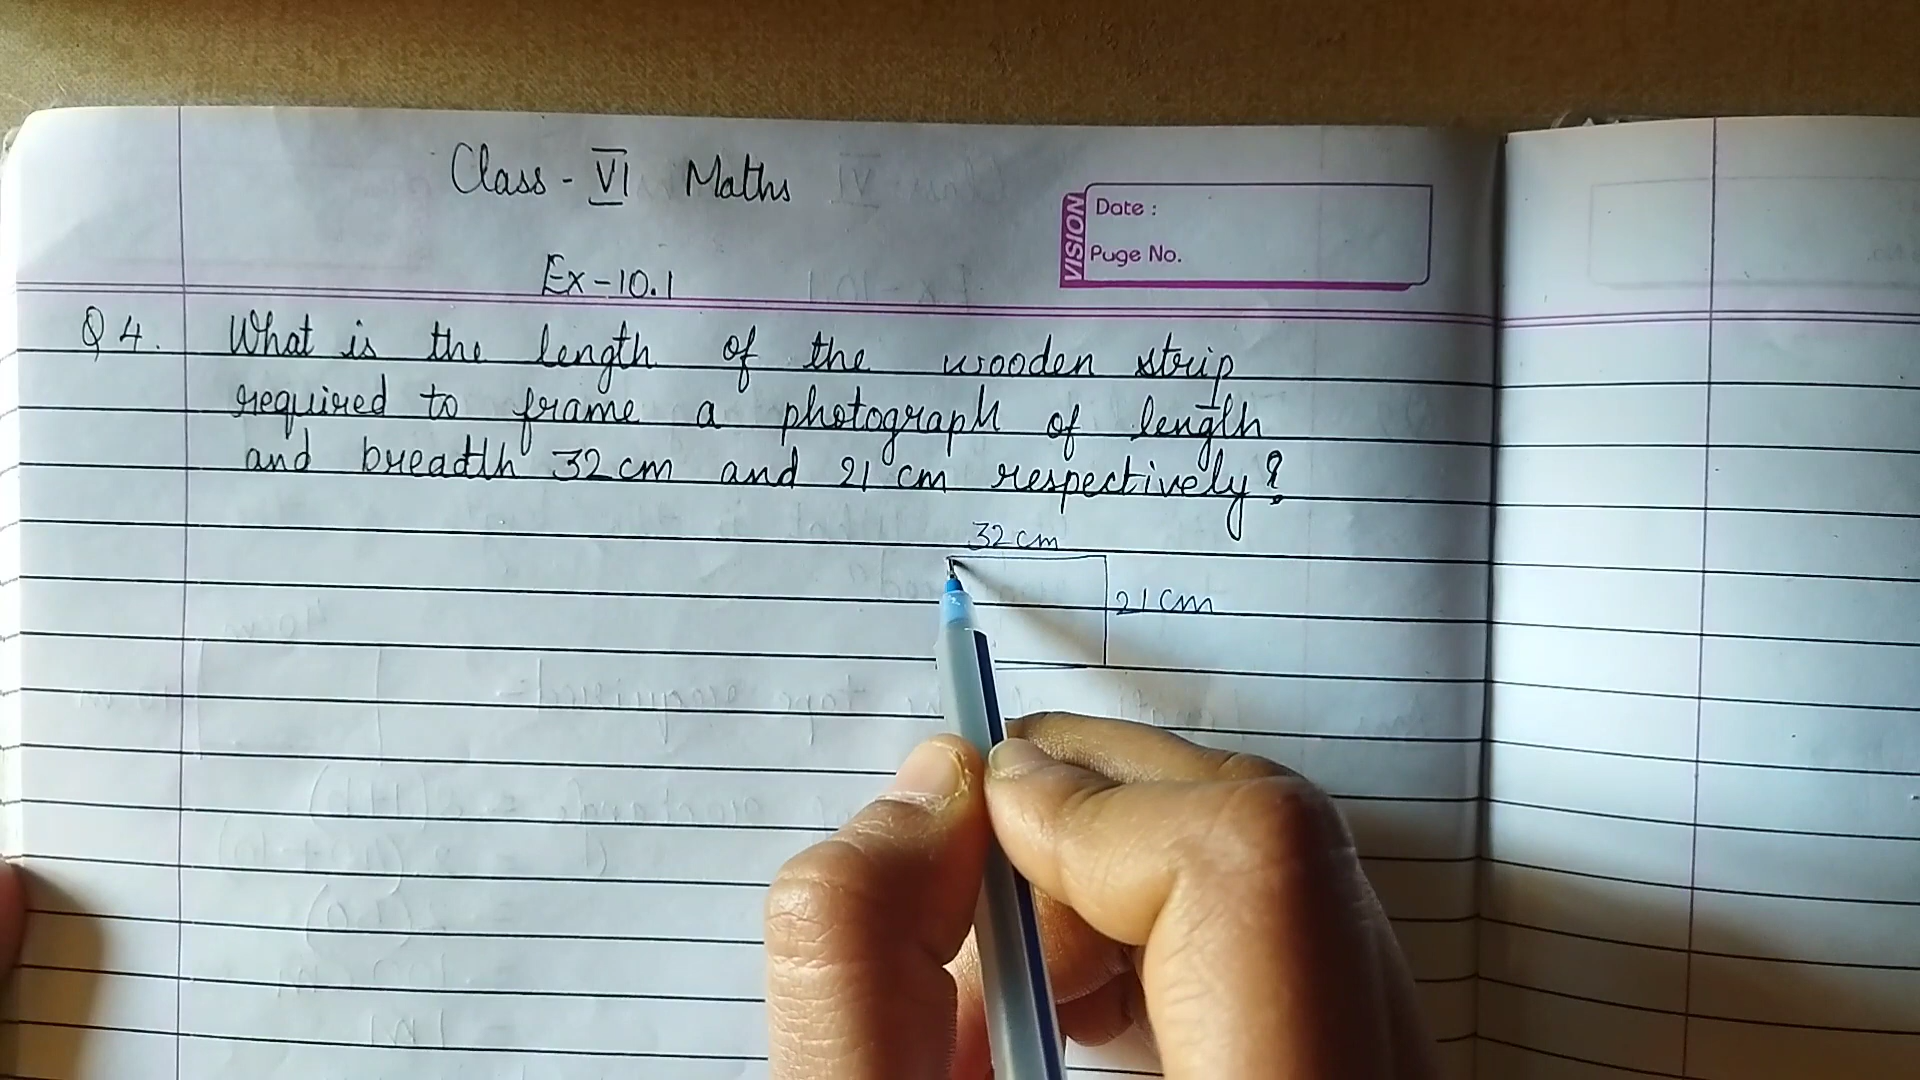 Class - VI Maths
VISION
Date :
Page No.
Ex-10.1
Q 4. What is the length of the wooden strip
required to frame a photograph of length
and breadth 32 cm and 21 cm respectively?
32 cm
21 cm